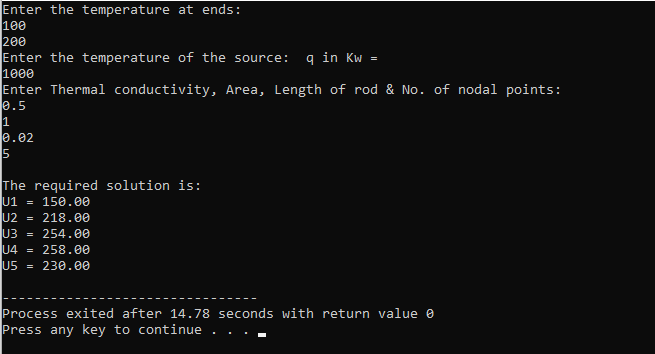 Enter the temperature at ends:
100
200
Enter the temperature of the source:  q in Kw =
1000
Enter Thermal conductivity, Area, Length of rod & No. of nodal points:
0.5
1
0.02
5
The required solution is:
U1 = 150.00
U2 = 218.00
U3 = 254.00
U4 = 258.00
U5 = 230.00
--------------------------------
Process exited after 14.78 seconds with return value 0
Press any key to continue . . .